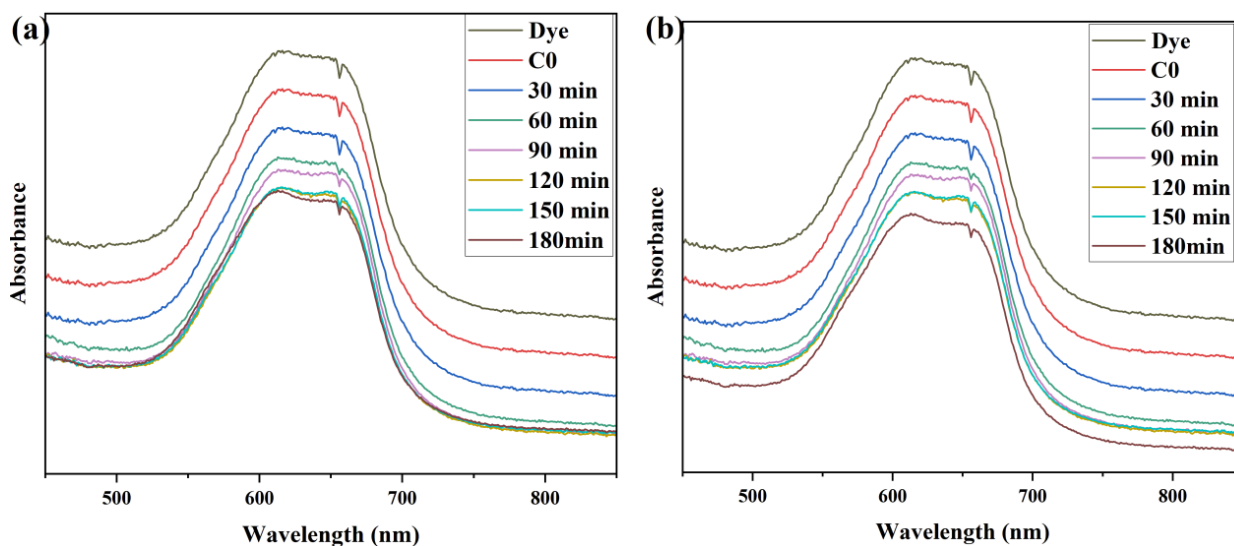 (a)
Dye
C0
30 min
60 min
90 min
120 min
150 min
180min
Absorbance
500
600
700
800
Wavelength (nm)
(b)
Dye
C0
30 min
60 min
90 min
120 min
150 min
180min
Absorbance
500
600
700
800
Wavelength (nm)